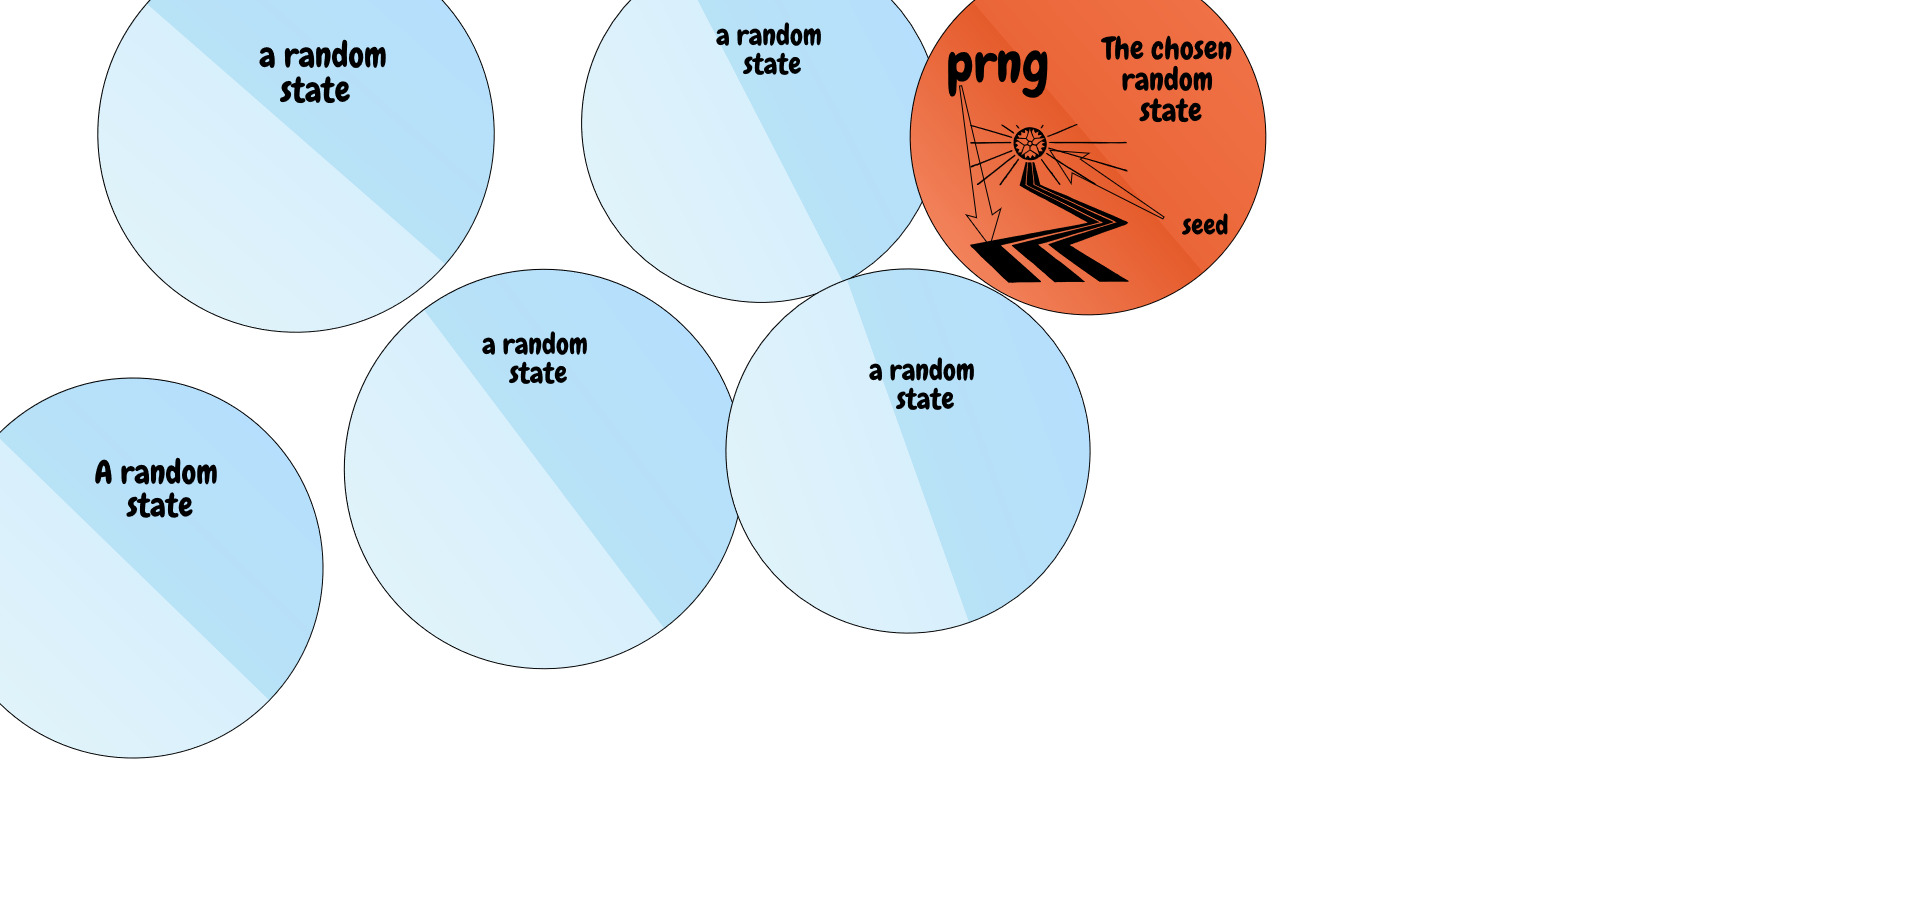 a random
state
a random
state
prng
The chosen
random
state
seed
a random
state
a random
state
A random
state